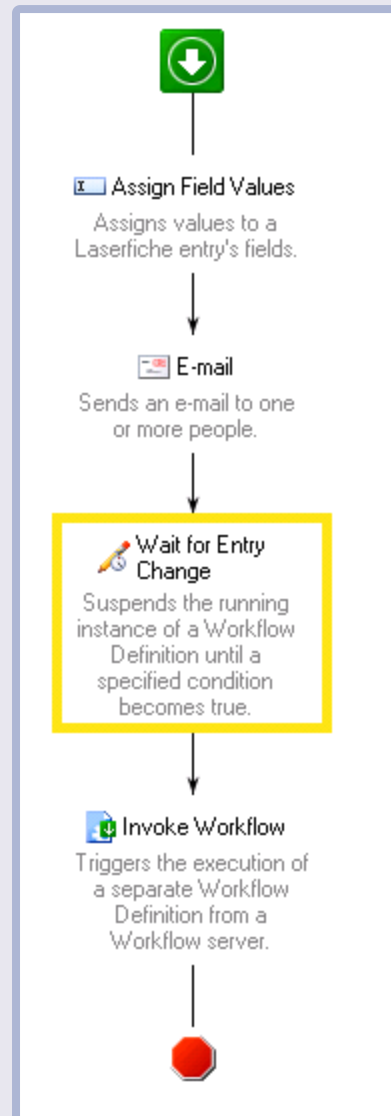 Assign Field Values
Assigns values to a
Laserfiche entry's fields.
E-mail
Sends an e-mail to one
or more people.
Wait for Entry
Change
Suspends the running
instance of a Workflow
Definition until a
specified condition
becomes true.
Invoke Workflow
Triggers the execution of
a separate Workflow
Definition from a
Workflow server.